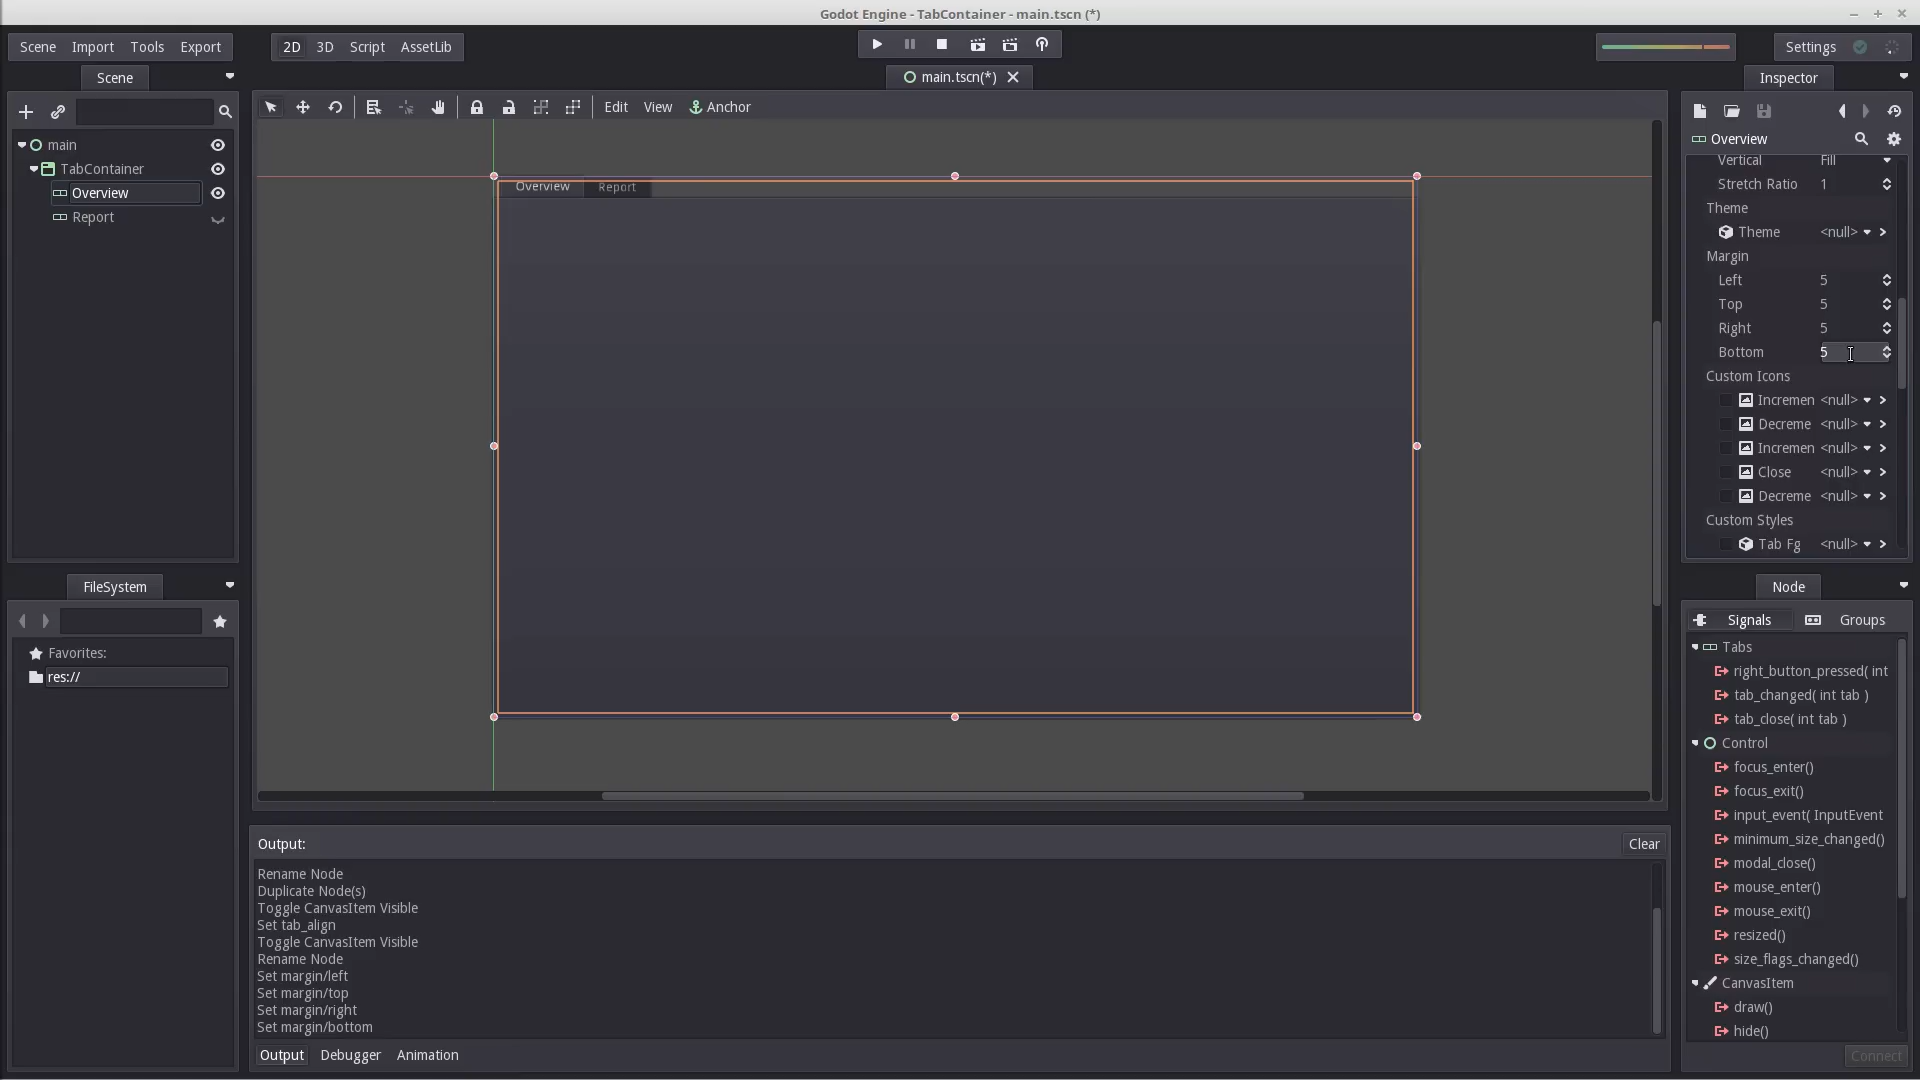 Godot Engine - TabContainer - main.tscn (*)
Scene Import Tools Export
2D 3D Script AssetLib
Settings
Scene
main.tscn(*)
Inspector
Edit View Anchor
main
TabContainer
Overview
Report
FileSystem
Favorites:
res://
Overview Report
Output:
Clear
Rename Node
Duplicate Node(s)
Toggle CanvasItem Visible
Set tab_align
Toggle CanvasItem Visible
Rename Node
Set margin/left
Set margin/top
Set margin/right
Set margin/bottom
Output Debugger Animation
Overview
Vertical Fill
Stretch Ratio 1
Theme
Theme <null>
Margin
Left 5
Top 5
Right 5
Bottom 5
Custom Icons
Incremen <null>
Decreme <null>
Incremen <null>
Close <null>
Decreme <null>
Custom Styles
Tab Fg <null>
Node
Signals Groups
Tabs
right_button_pressed( int
tab_changed( int tab )
tab_close( int tab )
Control
focus_enter()
focus_exit()
input_event( InputEvent
minimum_size_changed()
modal_close()
mouse_enter()
mouse_exit()
resized()
size_flags_changed()
CanvasItem
draw()
hide()
Connect